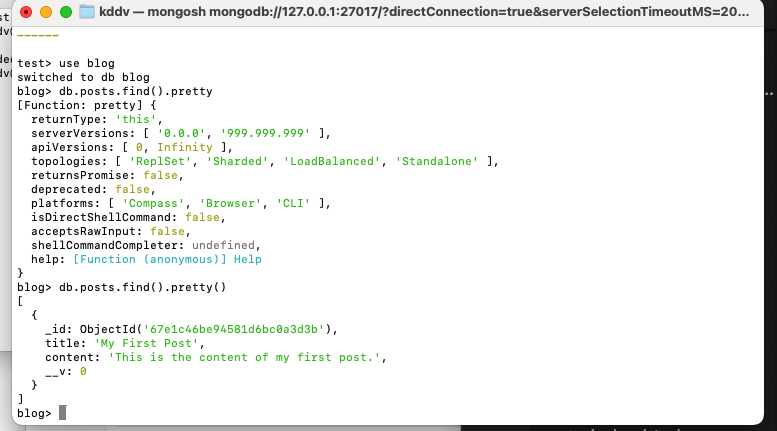 kddv — mongosh mongodb://127.0.0.1:27017/?directConnection=true&serverSelectionTimeoutMS=20...
------
test> use blog
switched to db blog
blog> db.posts.find().pretty
[Function: pretty] {
  returnType: 'this',
  serverVersions: [ '0.0.0', '999.999.999' ],
  apiVersions: [ 0, Infinity ],
  topologies: [ 'ReplSet', 'Sharded', 'LoadBalanced', 'Standalone' ],
  returnsPromise: false,
  deprecated: false,
  platforms: [ 'Compass', 'Browser', 'CLI' ],
  isDirectShellCommand: false,
  acceptsRawInput: false,
  shellCommandCompleter: undefined,
  help: [Function (anonymous)] Help
}
blog> db.posts.find().pretty()
[
  {
    _id: ObjectId('67e1c46be94581d6bc0a3d3b'),
    title: 'My First Post',
    content: 'This is the content of my first post.',
    __v: 0
  }
]
blog>